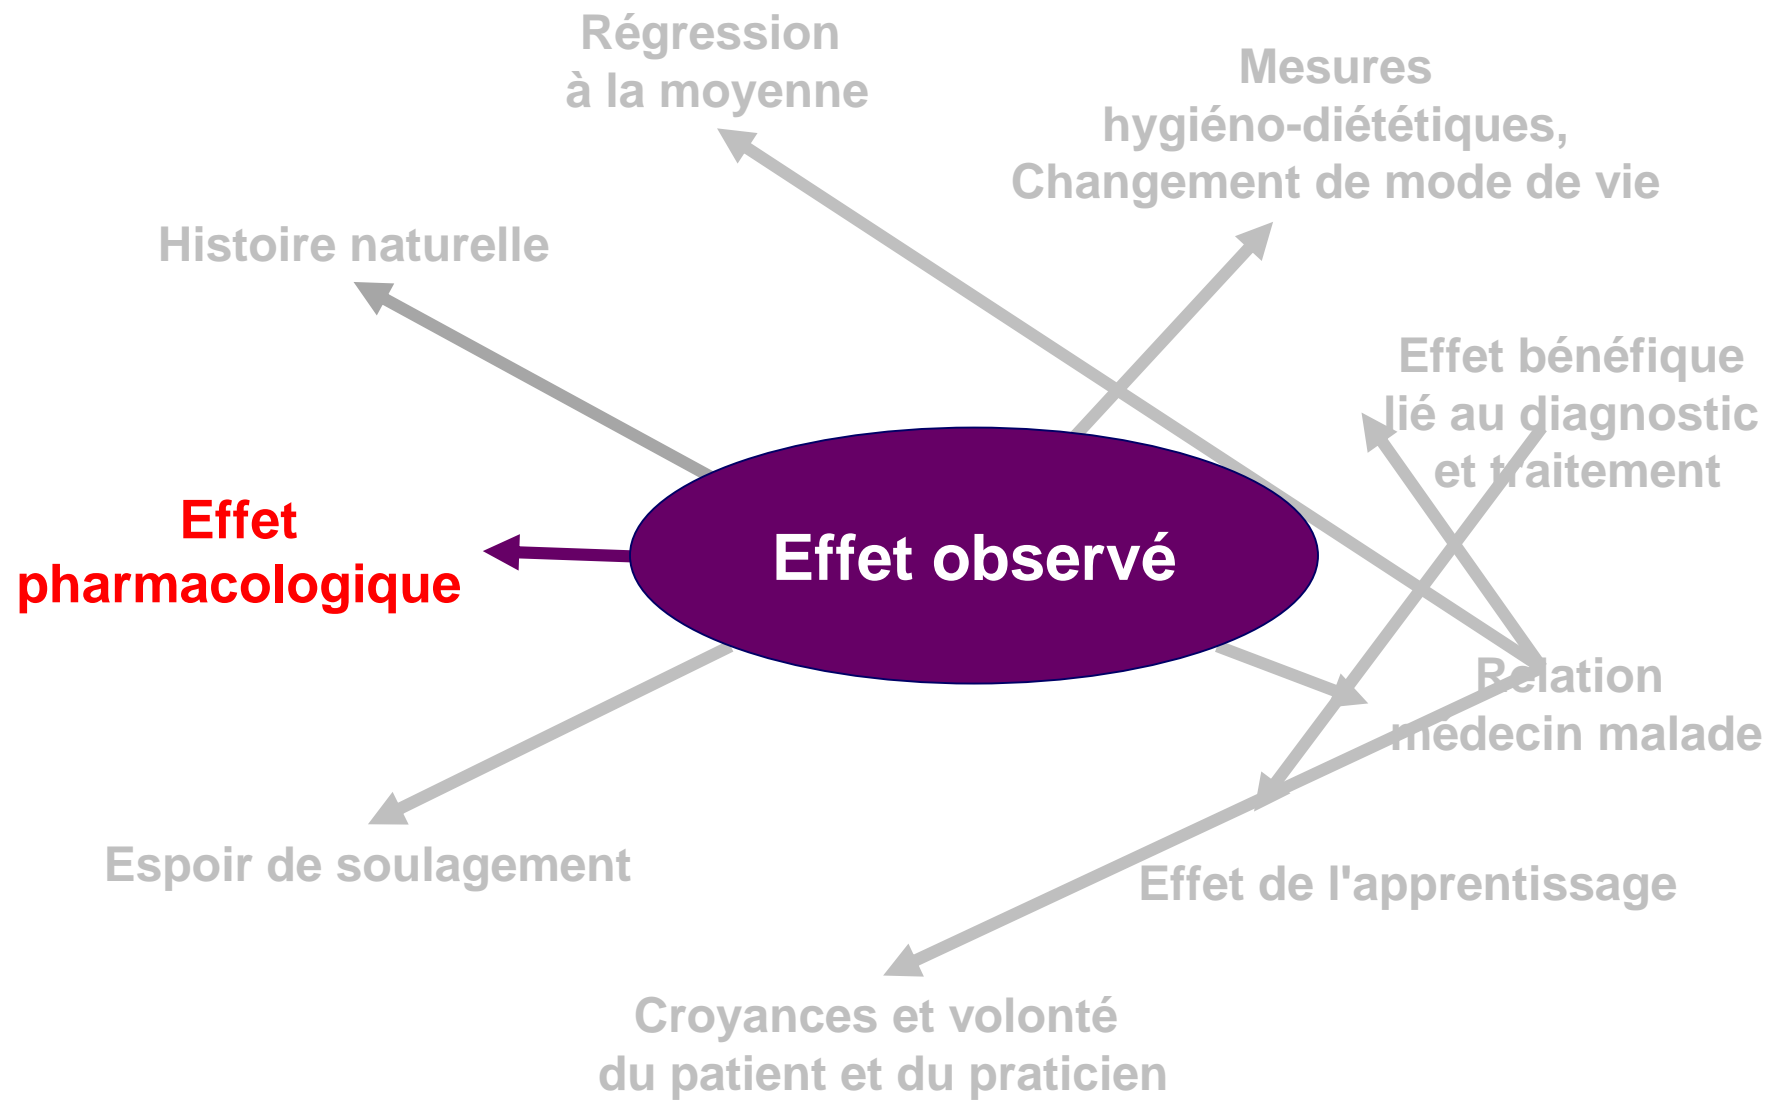 Régression
à la moyenne
Mesures
hygiéno-diététiques,
Changement de mode de vie
Histoire naturelle
Effet bénéfique
lié au diagnostic
et traitement
Effet
pharmacologique
Effet observé
Relation
médecin malade
Espoir de soulagement
Effet de l'apprentissage
Croyances et volonté
du patient et du praticien